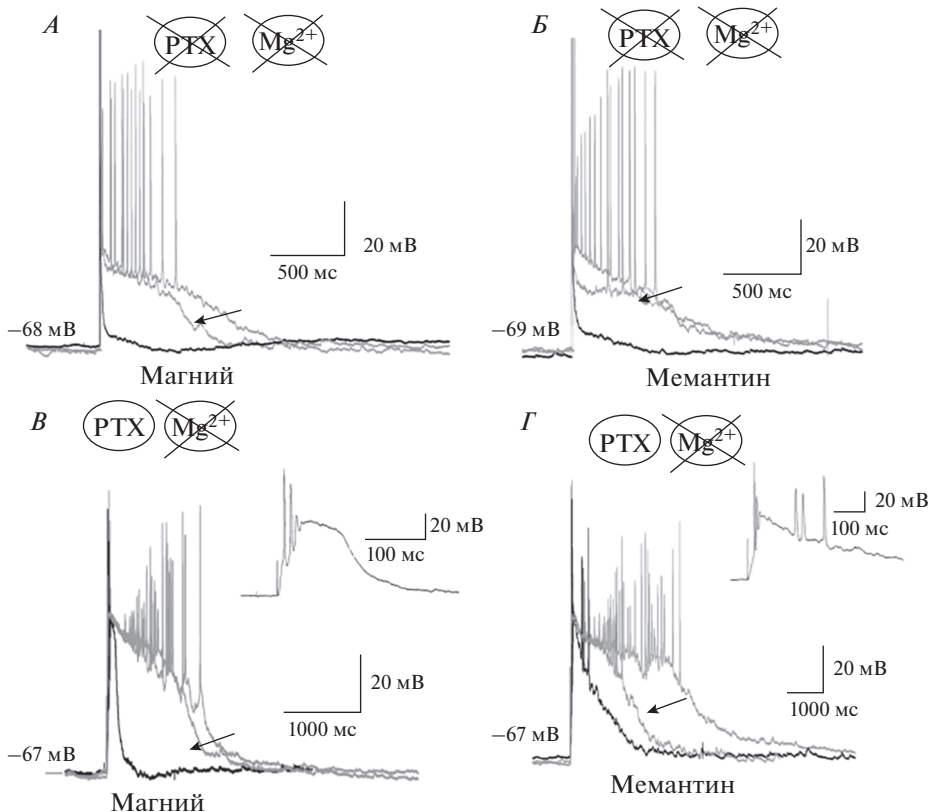 А
PTX
Mg²⁺
20 мВ
500 мс
−68 мВ
Магний
Б
PTX
Mg²⁺
20 мВ
500 мс
−69 мВ
Мемантин
В
PTX
Mg²⁺
20 мВ
100 мс
20 мВ
1000 мс
−67 мВ
Магний
Г
PTX
Mg²⁺
20 мВ
100 мс
20 мВ
1000 мс
−67 мВ
Мемантин